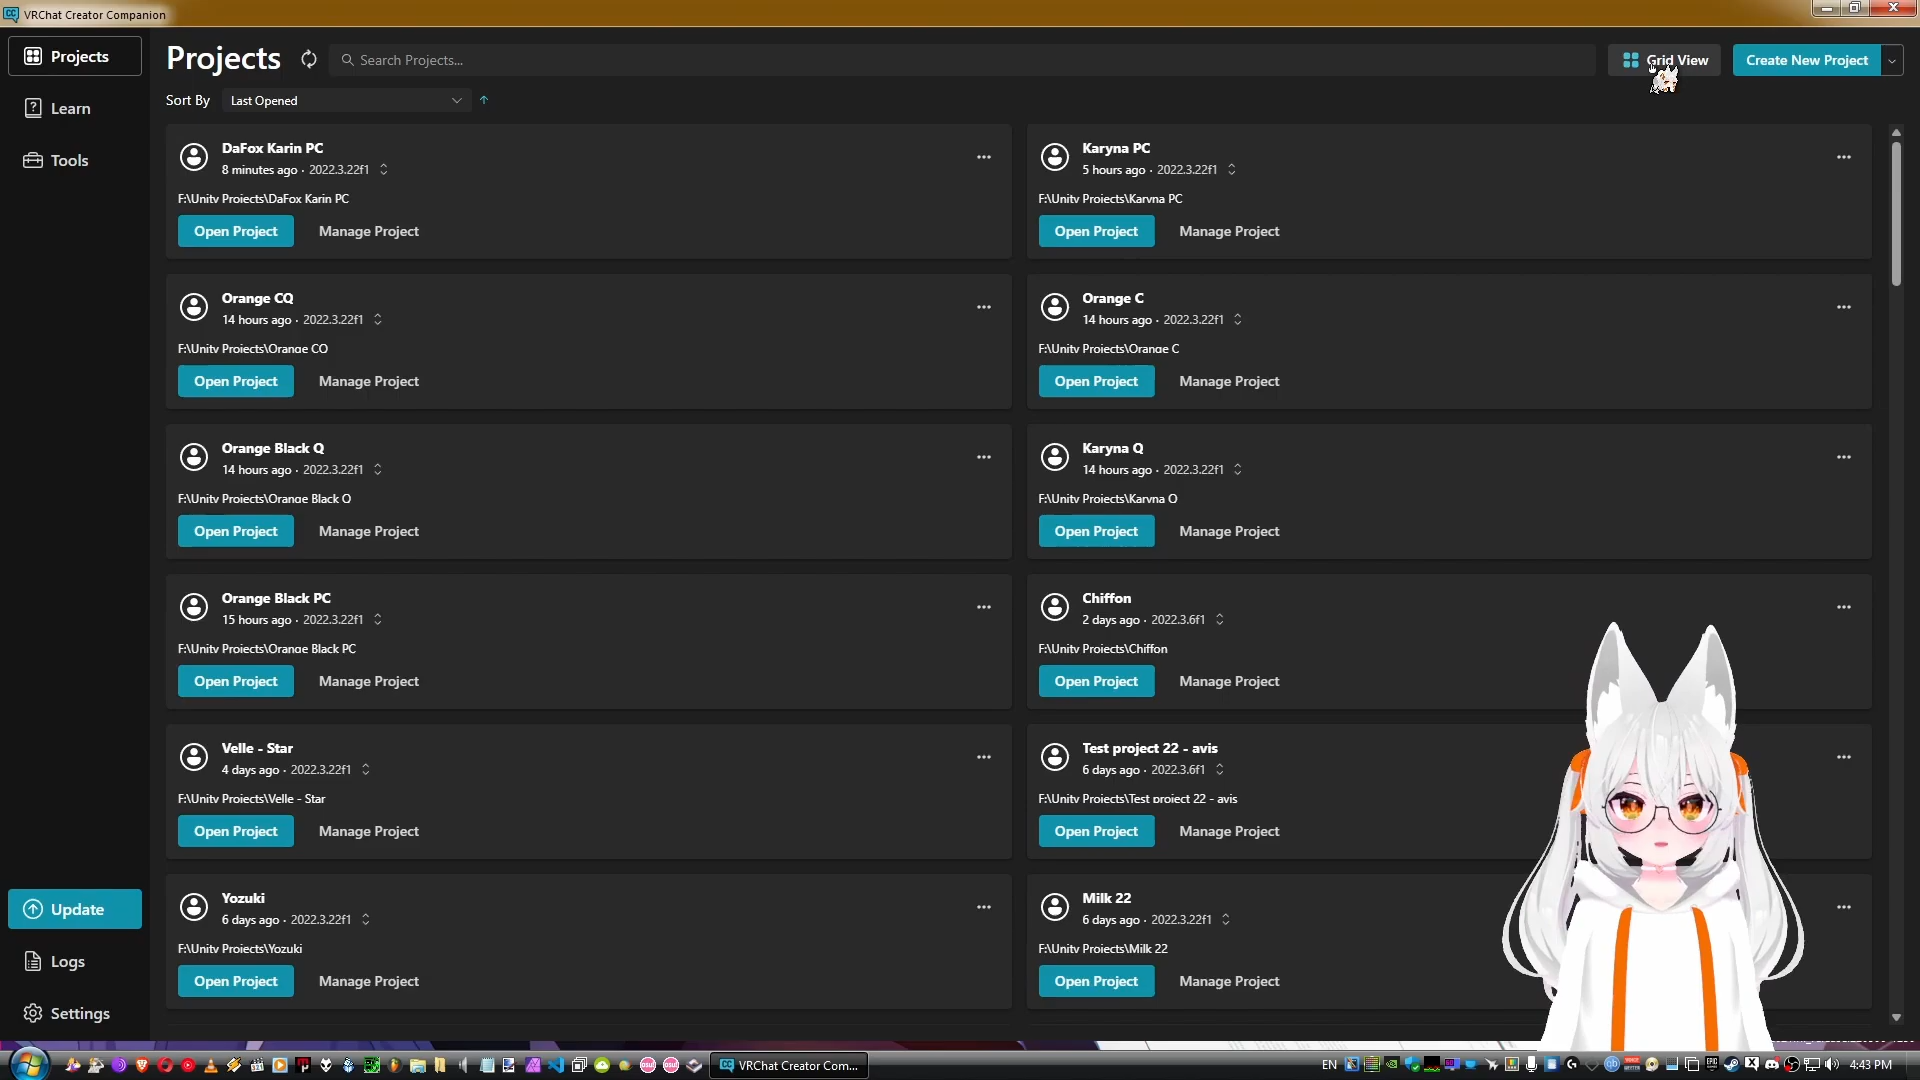 VRChat Creator Companion
Projects
Learn
Tools
Update
Logs
Settings
Projects
Search Projects...
Grid View
Create New Project
Sort By
Last Opened
DaFox Karin PC
8 minutes ago · 2022.3.22f1
F:\Unity Projects\DaFox Karin PC
Open Project
Manage Project
Karyna PC
5 hours ago · 2022.3.22f1
F:\Unity Projects\Karyna PC
Open Project
Manage Project
Orange CQ
14 hours ago · 2022.3.22f1
F:\Unity Projects\Orange CQ
Open Project
Manage Project
Orange C
14 hours ago · 2022.3.22f1
F:\Unity Projects\Orange C
Open Project
Manage Project
Orange Black Q
14 hours ago · 2022.3.22f1
F:\Unity Projects\Orange Black Q
Open Project
Manage Project
Karyna Q
14 hours ago · 2022.3.22f1
F:\Unity Projects\Karyna Q
Open Project
Manage Project
Orange Black PC
15 hours ago · 2022.3.22f1
F:\Unity Projects\Orange Black PC
Open Project
Manage Project
Chiffon
2 days ago · 2022.3.6f1
F:\Unity Projects\Chiffon
Open Project
Manage Project
Velle - Star
4 days ago · 2022.3.22f1
F:\Unity Projects\Velle - Star
Open Project
Manage Project
Test project 22 - avis
6 days ago · 2022.3.6f1
F:\Unity Projects\Test project 22 - avis
Open Project
Manage Project
Yozuki
6 days ago · 2022.3.22f1
F:\Unity Projects\Yozuki
Open Project
Manage Project
Milk 22
6 days ago · 2022.3.22f1
F:\Unity Projects\Milk 22
Open Project
Manage Project
VRChat Creator Com...
EN
4:43 PM